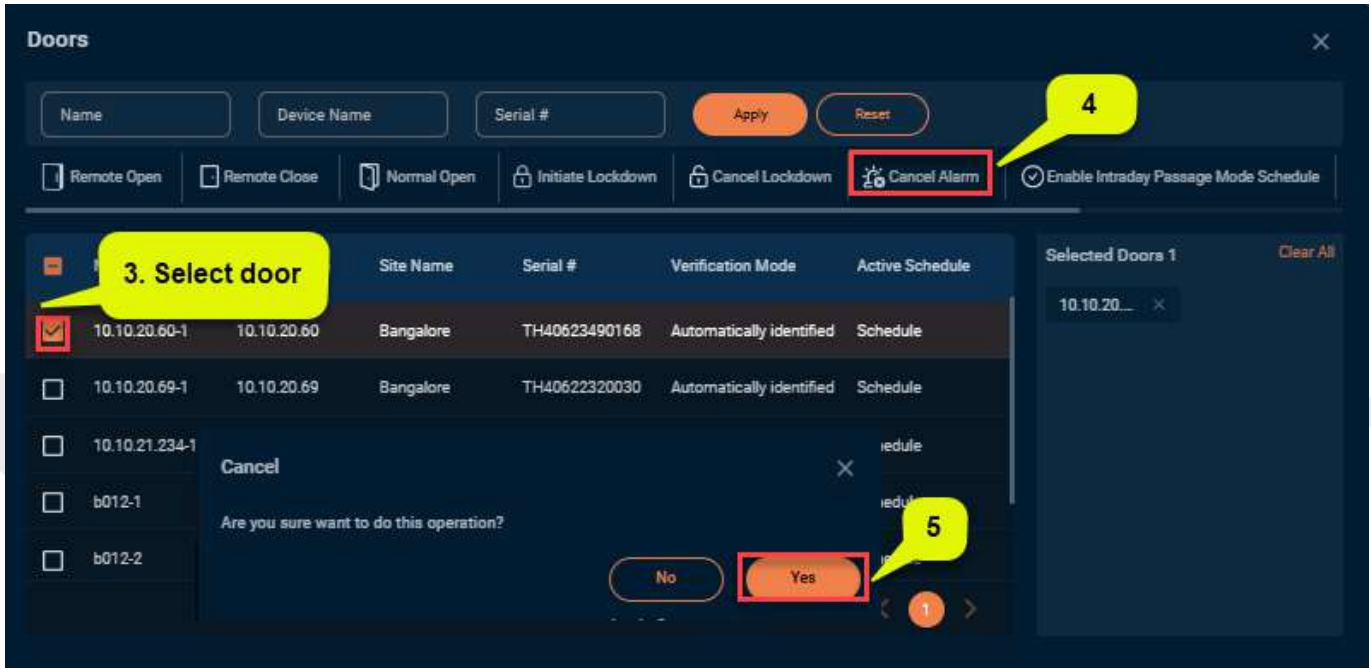 Doors
Name Device Name Serial # Apply Reset 4
Remote Open Remote Close Normal Open Initiate Lockdown Cancel Lockdown Cancel Alarm Enable Intraday Passage Mode Schedule
3. Select door Site Name Serial # Verification Mode Active Schedule
10.10.20.60-1 10.10.20.60 Bangalore TH40623490168 Automatically identified Schedule
10.10.20.69-1 10.10.20.69 Bangalore TH40622320030 Automatically identified Schedule
10.10.21.234-1
b012-1
b012-2
Selected Doors 1 Clear All
10.10.20....
Cancel
Are you sure want to do this operation?
5
No Yes
1